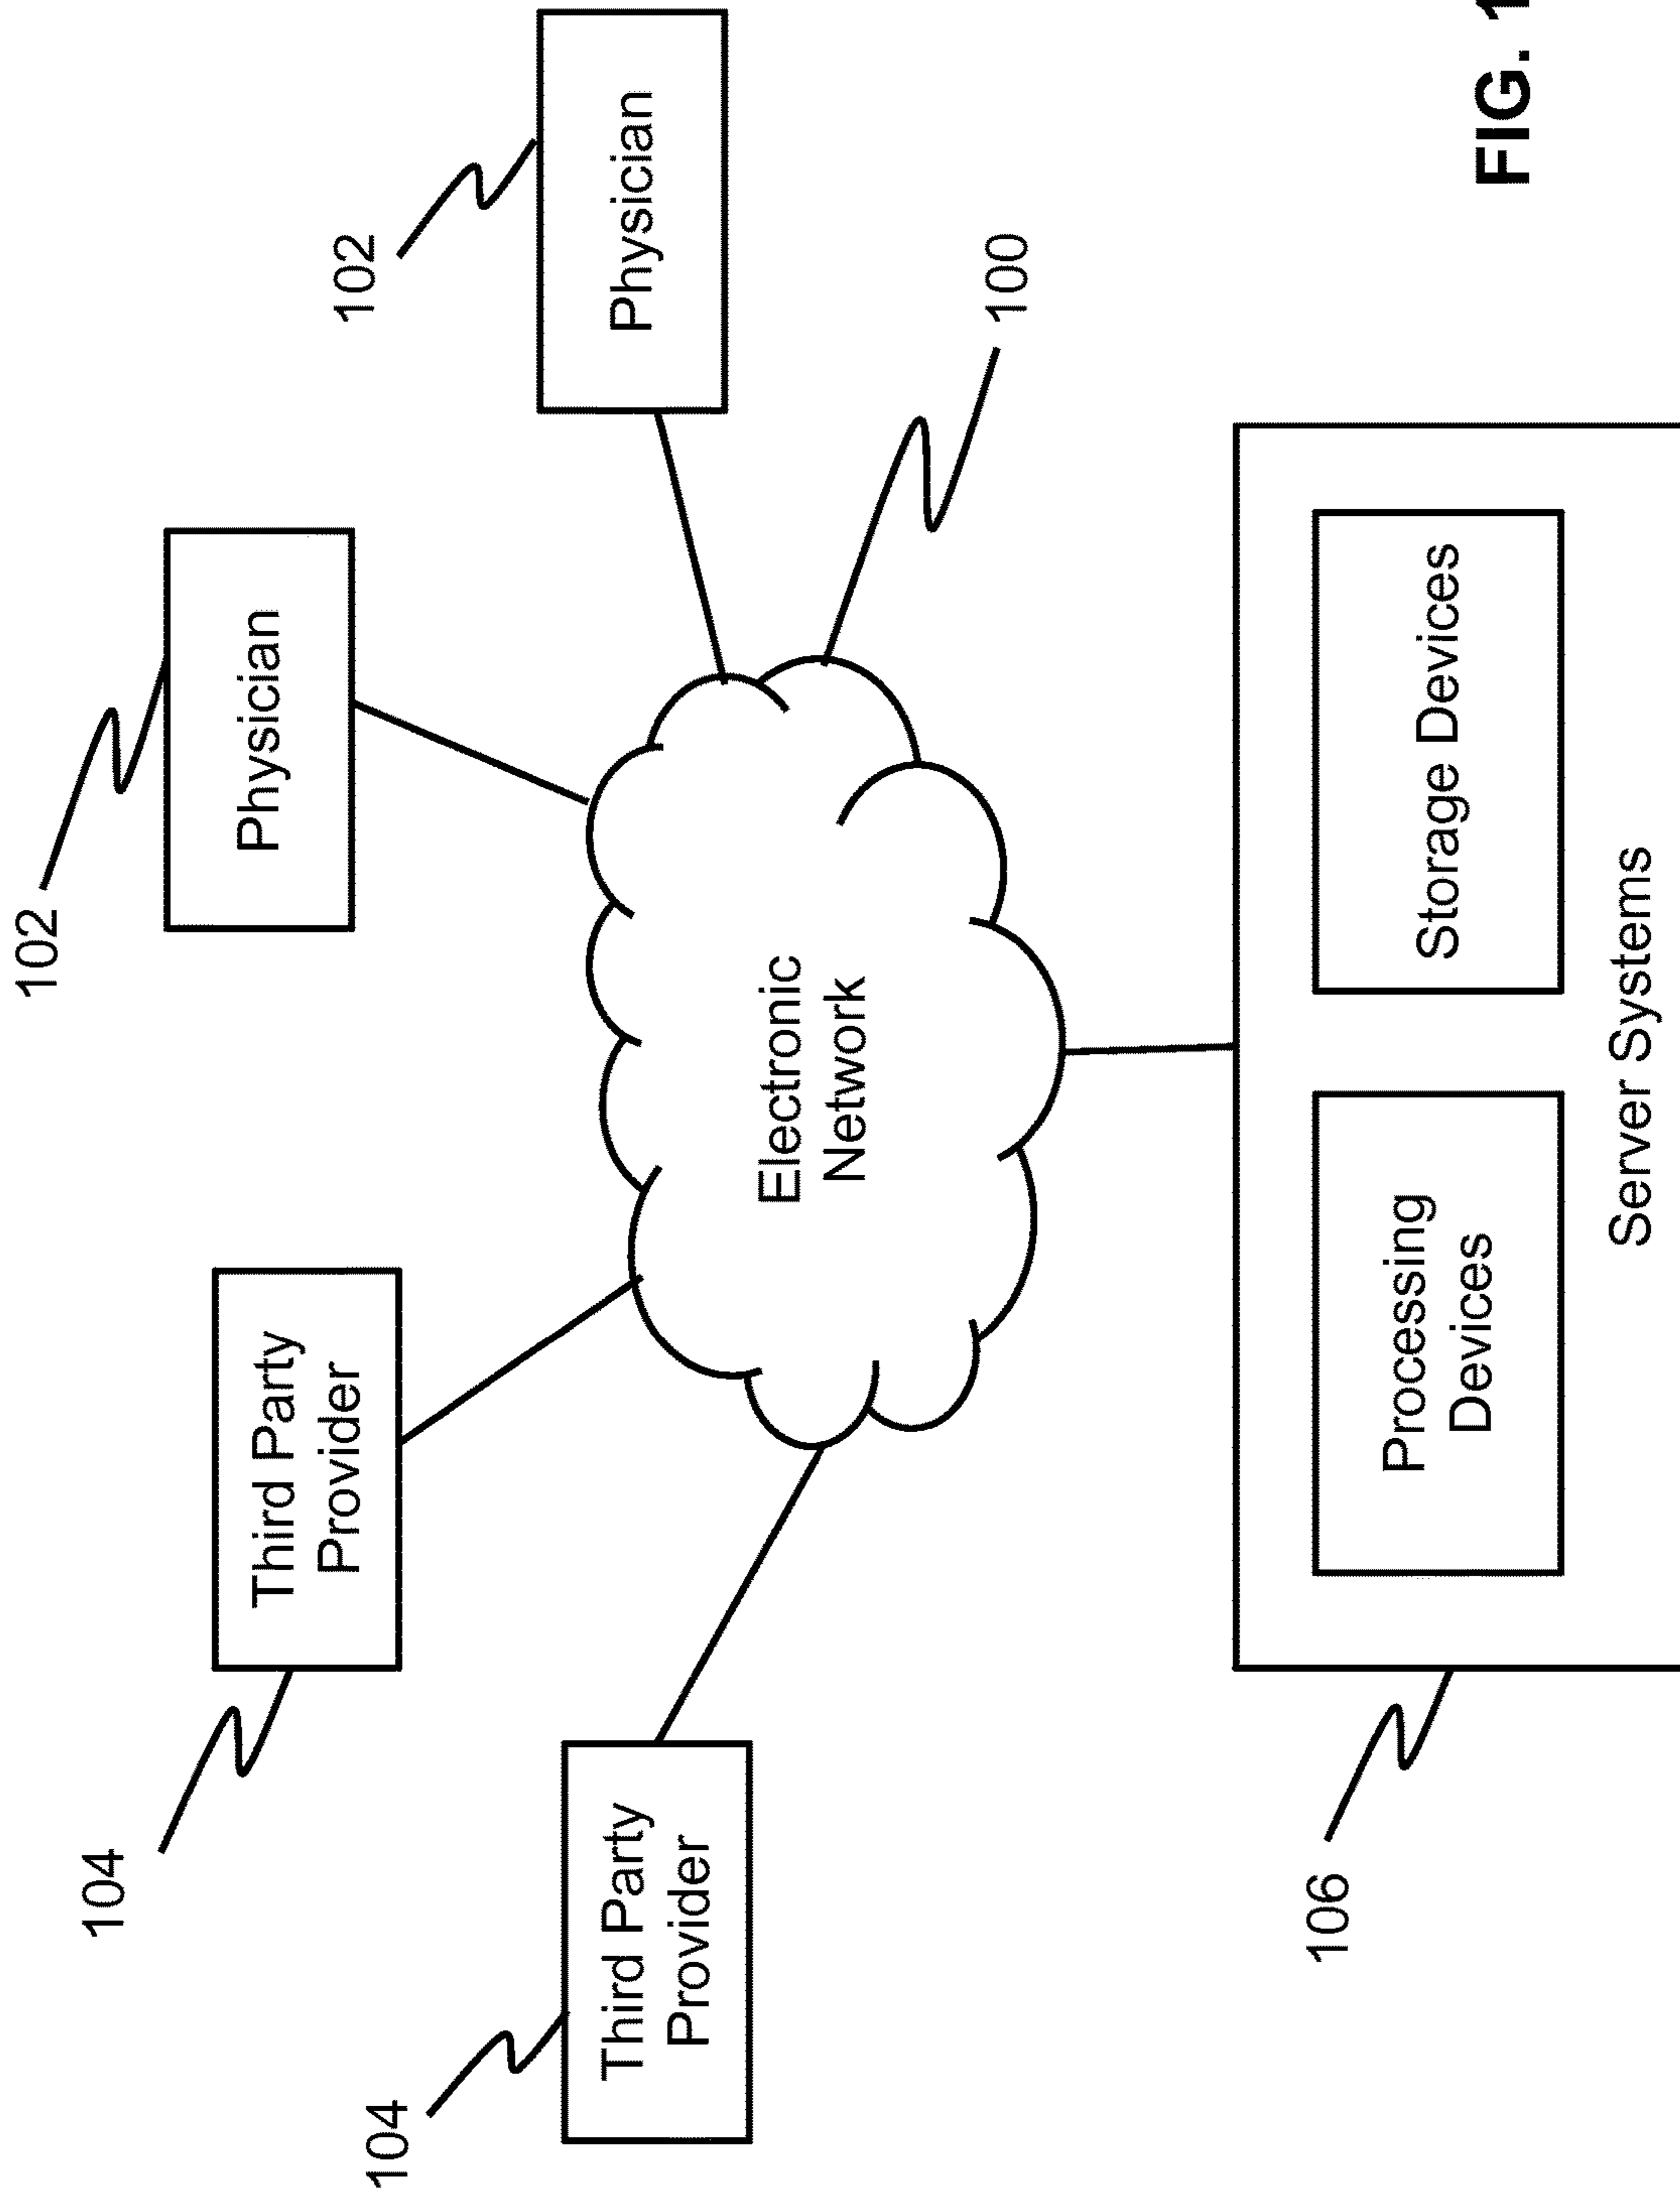 102
Physician
102
Physician
104
Third Party
Provider
104
Third Party
Provider
Electronic
Network
100
Processing
Devices
Storage Devices
Server Systems
106
FIG. 1